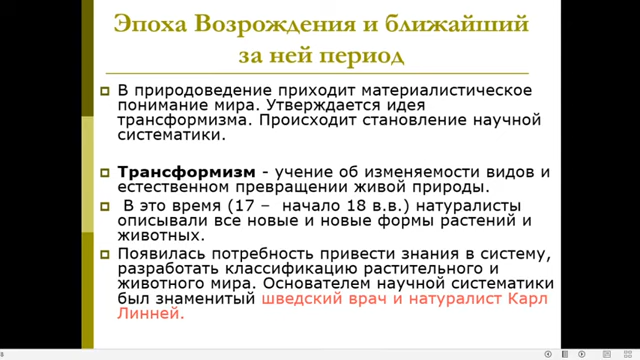 Эпоха Возрождения и ближайший
за ней период
В природоведение приходит материалистическое
понимание мира. Утверждается идея
трансформизма. Происходит становление научной
систематики.
Трансформизм - учение об изменяемости видов и
естественном превращении живой природы.
В это время (17 – начало 18 в.в.) натуралисты
описывали все новые и новые формы растений и
животных.
Появилась потребность привести знания в систему,
разработать классификацию растительного и
животного мира. Основателем научной систематики
был знаменитый шведский врач и натуралист Карл
Линней.
8